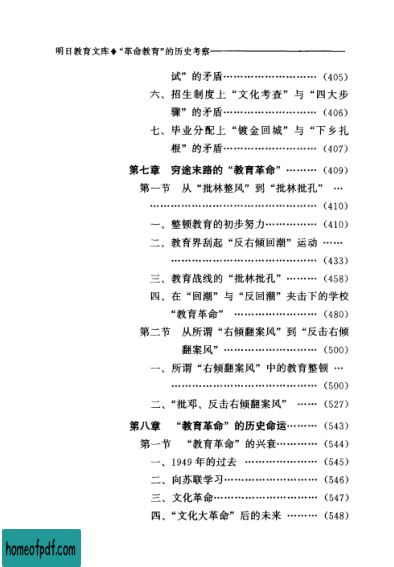 明日教育文库◆“革命教育”的历史考察
试”的矛盾………………………（405）
六、招生制度上“文化考查”与“四大步
骤”的矛盾………………………（406）
七、毕业分配上“镀金回城”与“下乡扎
根”的矛盾………………………（407）
第七章　穷途末路的“教育革命”………（409）
第一节　从“批林整风”到“批林批孔”　…
……………………………………（410）
一、整顿教育的初步努力……………（410）
二、教育界刮起“反右倾回潮”运动　……
……………………………………（433）
三、教育战线的“批林批孔”………（458）
四、在“回潮”与“反回潮”夹击下的学校
“教育革命”　……………………（480）
第二节　从所谓“右倾翻案风”到“反击右倾
翻案风”　………………………（500）
一、所谓“右倾翻案风”中的教育整顿　…
……………………………………（500）
二、“批邓、反击右倾翻案风”　……（527）
第八章　“教育革命”的历史命运………（543）
第一节　“教育革命”的兴衰…………（544）
一、1949年的过去　…………………（545）
二、向苏联学习………………………（546）
三、文化革命…………………………（547）
四、“文化大革命”后的未来　………（548）
homeofpdf.com